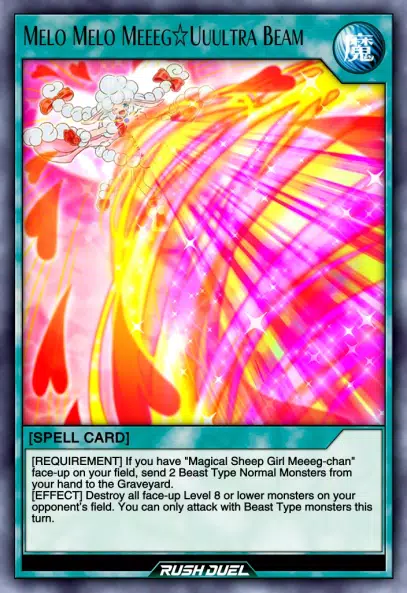 Melo Melo Meeeg☆Uuultra Beam
魔
[SPELL CARD]
[REQUIREMENT] If you have "Magical Sheep Girl Meeeg-chan"
face-up on your field, send 2 Beast Type Normal Monsters from
your hand to the Graveyard.
[EFFECT] Destroy all face-up Level 8 or lower monsters on your
opponent's field. You can only attack with Beast Type monsters this
turn.
RUSH DUEL